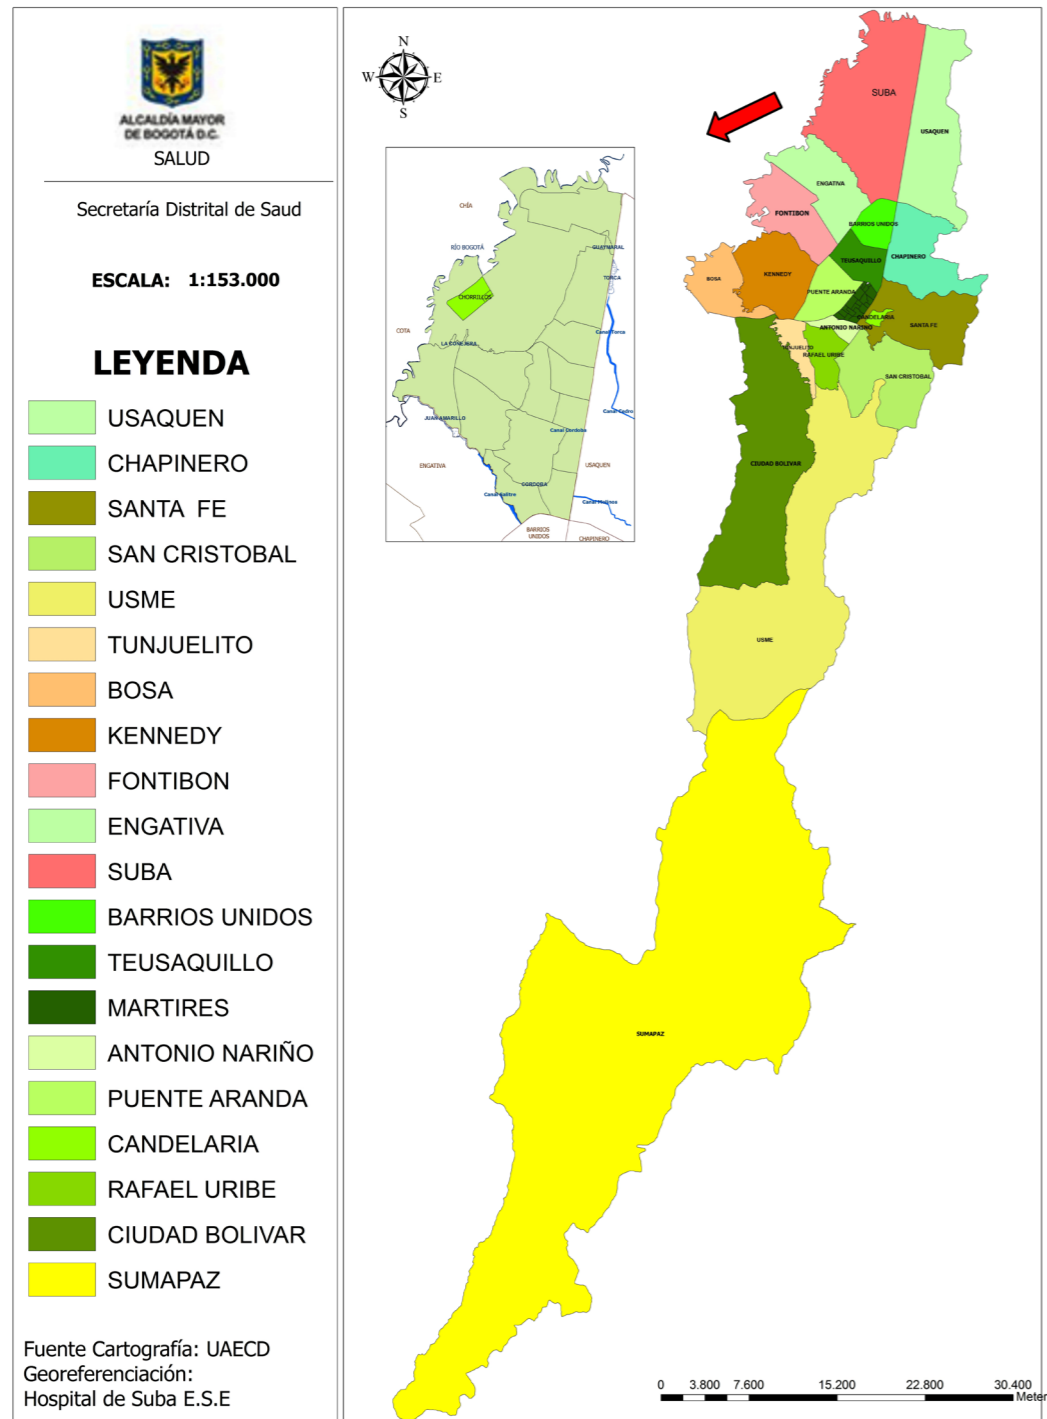 ALCALDÍA MAYOR
DE BOGOTÁ D.C.
SALUD
Secretaría Distrital de Saud
ESCALA: 1:153.000
LEYENDA
USAQUEN
CHAPINERO
SANTA FE
SAN CRISTOBAL
USME
TUNJUELITO
BOSA
KENNEDY
FONTIBON
ENGATIVA
SUBA
BARRIOS UNIDOS
TEUSAQUILLO
MARTIRES
ANTONIO NARIÑO
PUENTE ARANDA
CANDELARIA
RAFAEL URIBE
CIUDAD BOLIVAR
SUMAPAZ
Fuente Cartografía: UAECD
Georeferenciación:
Hospital de Suba E.S.E
N
W
E
S
CHÍA
RÍO BOGOTÁ
GUAYMARAL
TORCA
CHORRILLOS
COTA
LA CONEJERA
Canal Torca
JUAN AMARILLO
Canal Cordoba
ENGATIVA
USAQUEN
CORDOBA
Canal Salitre
Canal Molinos
BARRIOS
UNIDOS
CHAPINERO
SUBA
USAQUEN
ENGATIVA
FONTIBON
BARRIOS UNIDOS
CHAPINERO
TEUSAQUILLO
BOSA
KENNEDY
PUENTE ARANDA
CANDELARIA
SANTA FE
ANTONIO NARIÑO
TUNJUELITO
RAFAEL URIBE
SAN CRISTOBAL
CIUDAD BOLIVAR
USME
SUMAPAZ
0 3.800 7.600 15.200 22.800 30.400
Meter